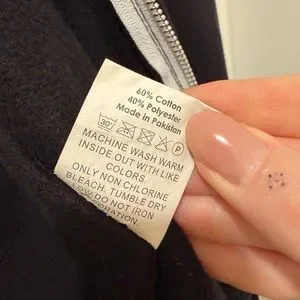 60% Cotton
40% Polyester
Made in Pakistan
30° P
MACHINE WASH WARM
INSIDE OUT WITH LIKE
COLORS.
ONLY NON CHLORINE
BLEACH. TUMBLE DRY
LOW DO NOT IRON